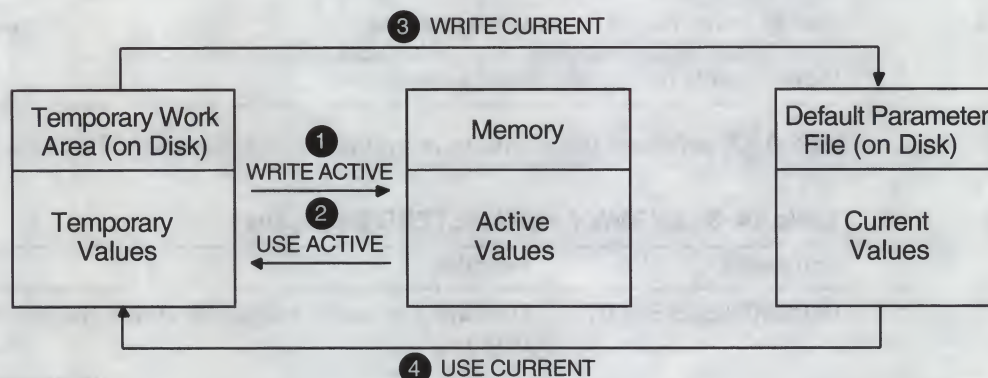 3 WRITE CURRENT
Temporary Work
Area (on Disk)
Temporary
Values
1
WRITE ACTIVE
2
USE ACTIVE
Memory
Active
Values
Default Parameter
File (on Disk)
Current
Values
4 USE CURRENT